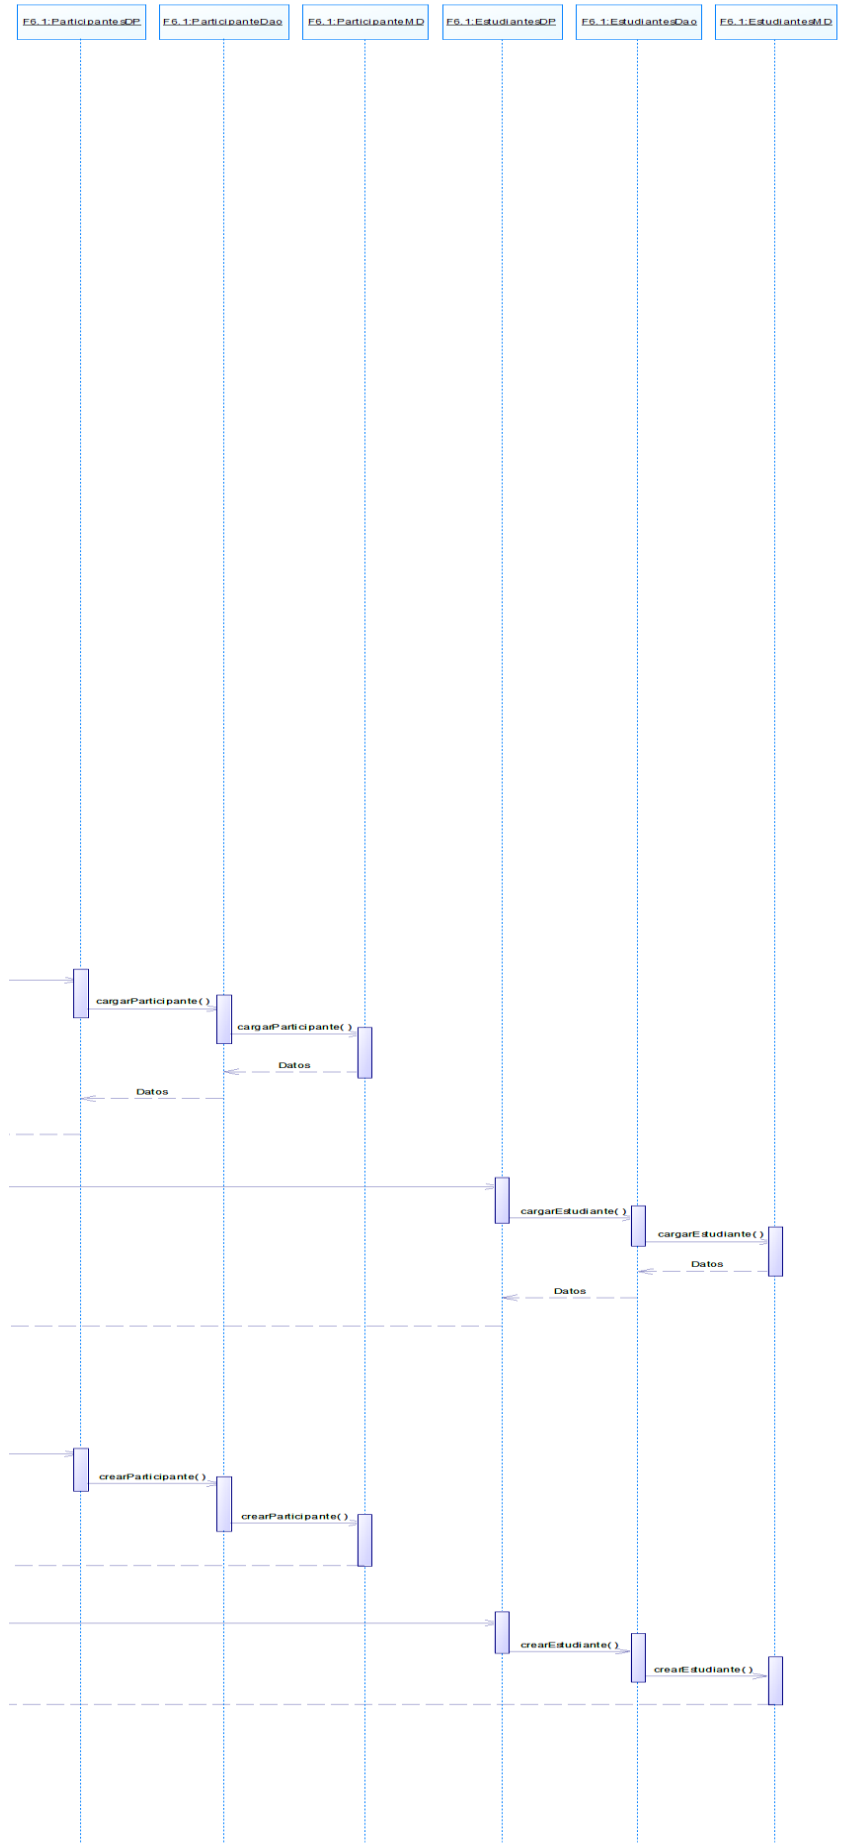 F6.1:ParticipantesDP
F6.1:ParticipanteDao
F6.1:ParticipanteMD
F6.1:EstudiantesDP
F6.1:EstudiantesDao
F6.1:EstudiantesMD
cargarParticipante()
cargarParticipante()
Datos
Datos
cargarEstudiante()
cargarEstudiante()
Datos
Datos
crearParticipante()
crearParticipante()
crearEstudiante()
crearEstudiante()